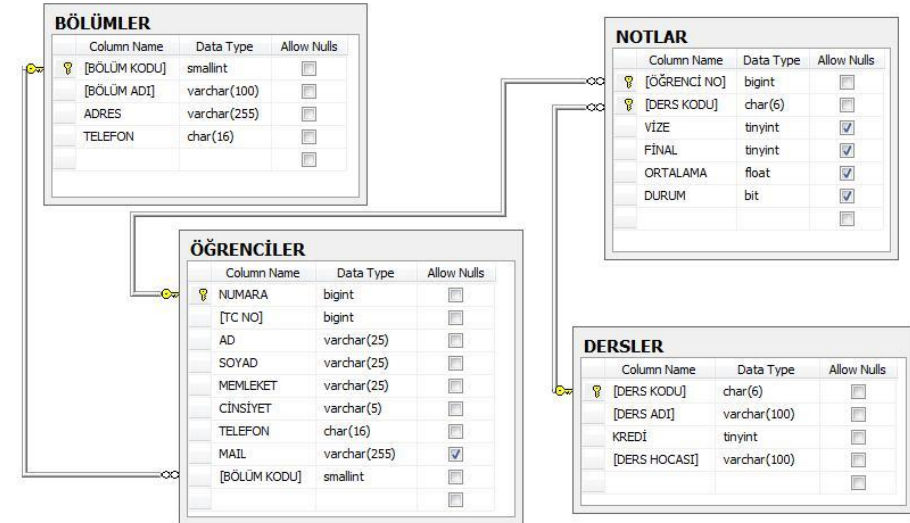 BÖLÜMLER
Column Name Data Type Allow Nulls
[BÖLÜM KODU] smallint
[BÖLÜM ADI] varchar(100)
ADRES varchar(255)
TELEFON char(16)
NOTLAR
Column Name Data Type Allow Nulls
[ÖĞRENCİ NO] bigint
[DERS KODU] char(6)
VİZE tinyint
FİNAL tinyint
ORTALAMA float
DURUM bit
ÖĞRENCİLER
Column Name Data Type Allow Nulls
NUMARA bigint
[TC NO] bigint
AD varchar(25)
SOYAD varchar(25)
MEMLEKET varchar(25)
CİNSİYET varchar(5)
TELEFON char(16)
MAIL varchar(255)
[BÖLÜM KODU] smallint
DERSLER
Column Name Data Type Allow Nulls
[DERS KODU] char(6)
[DERS ADI] varchar(100)
KREDİ tinyint
[DERS HOCASI] varchar(100)